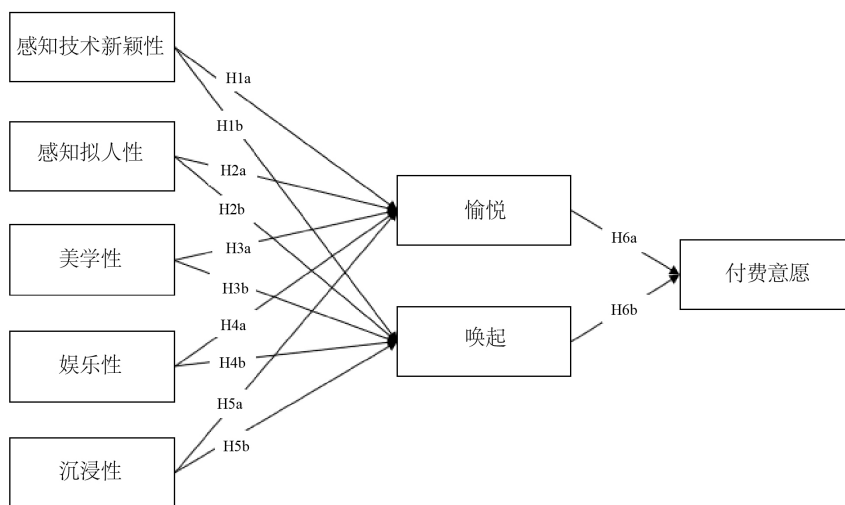 感知技术新颖性
H1a
H1b
感知拟人性
H2a
H2b
愉悦
美学性
H3a
H6a
付费意愿
H3b
H6b
H4a
唤起
娱乐性
H4b
H5a
H5b
沉浸性